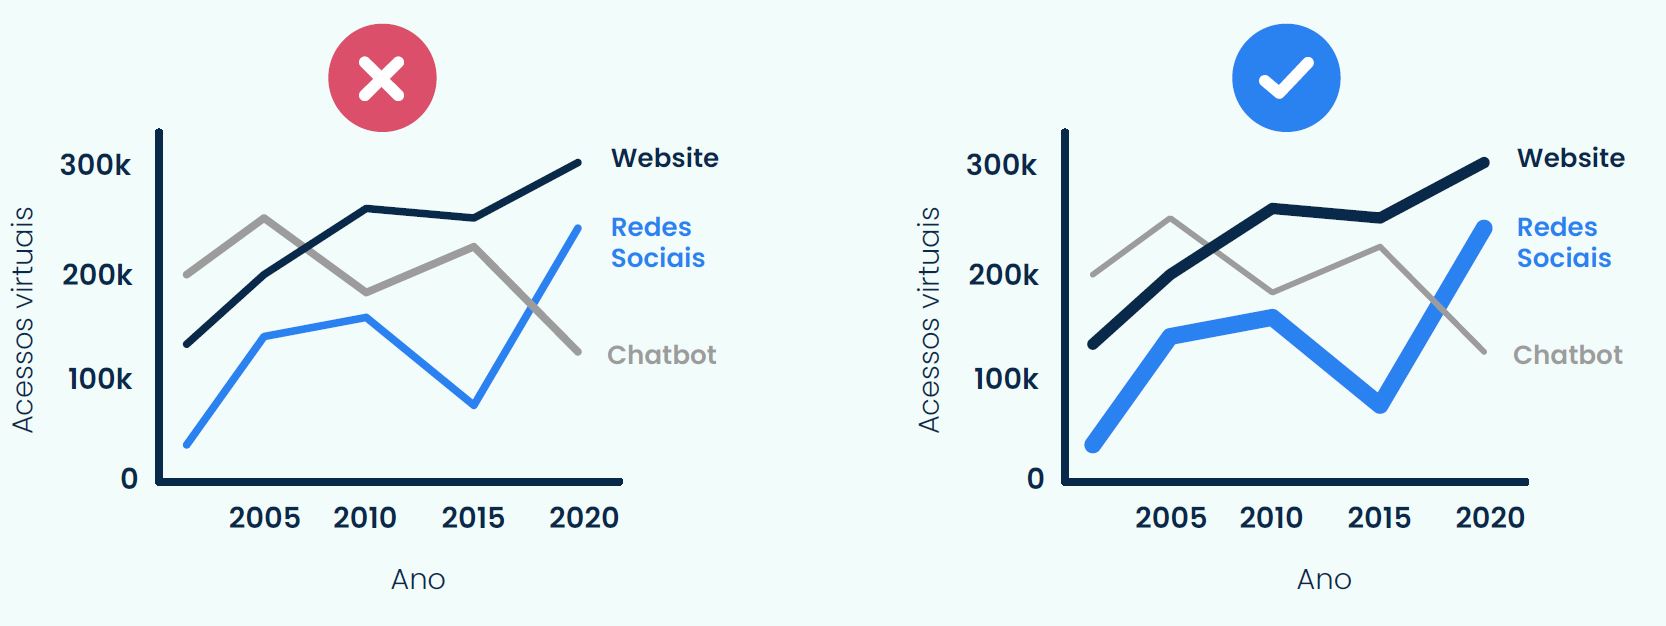 300k
200k
100k
0
Acessos virtuais
2005 2010 2015 2020
Ano
Website
Redes
Sociais
Chatbot
300k
200k
100k
0
Acessos virtuais
2005 2010 2015 2020
Ano
Website
Redes
Sociais
Chatbot